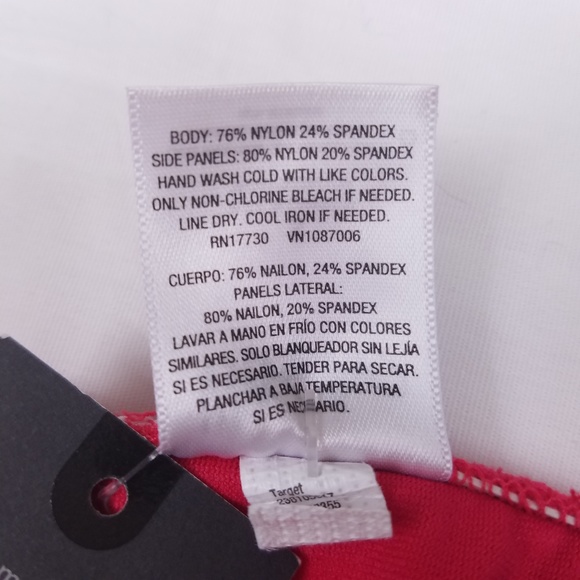 BODY: 76% NYLON 24% SPANDEX
SIDE PANELS: 80% NYLON 20% SPANDEX
HAND WASH COLD WITH LIKE COLORS.
ONLY NON-CHLORINE BLEACH IF NEEDED.
LINE DRY. COOL IRON IF NEEDED.
RN17730 VN1087006
CUERPO: 76% NAILON, 24% SPANDEX
PANELS LATERAL:
80% NAILON, 20% SPANDEX
LAVAR A MANO EN FRÍO CON COLORES
SIMILARES. SOLO BLANQUEADOR SIN LEJÍA
SI ES NECESARIO. TENDER PARA SECAR.
PLANCHAR A BAJA TEMPERATURA
SI ES NECESARIO.
Target